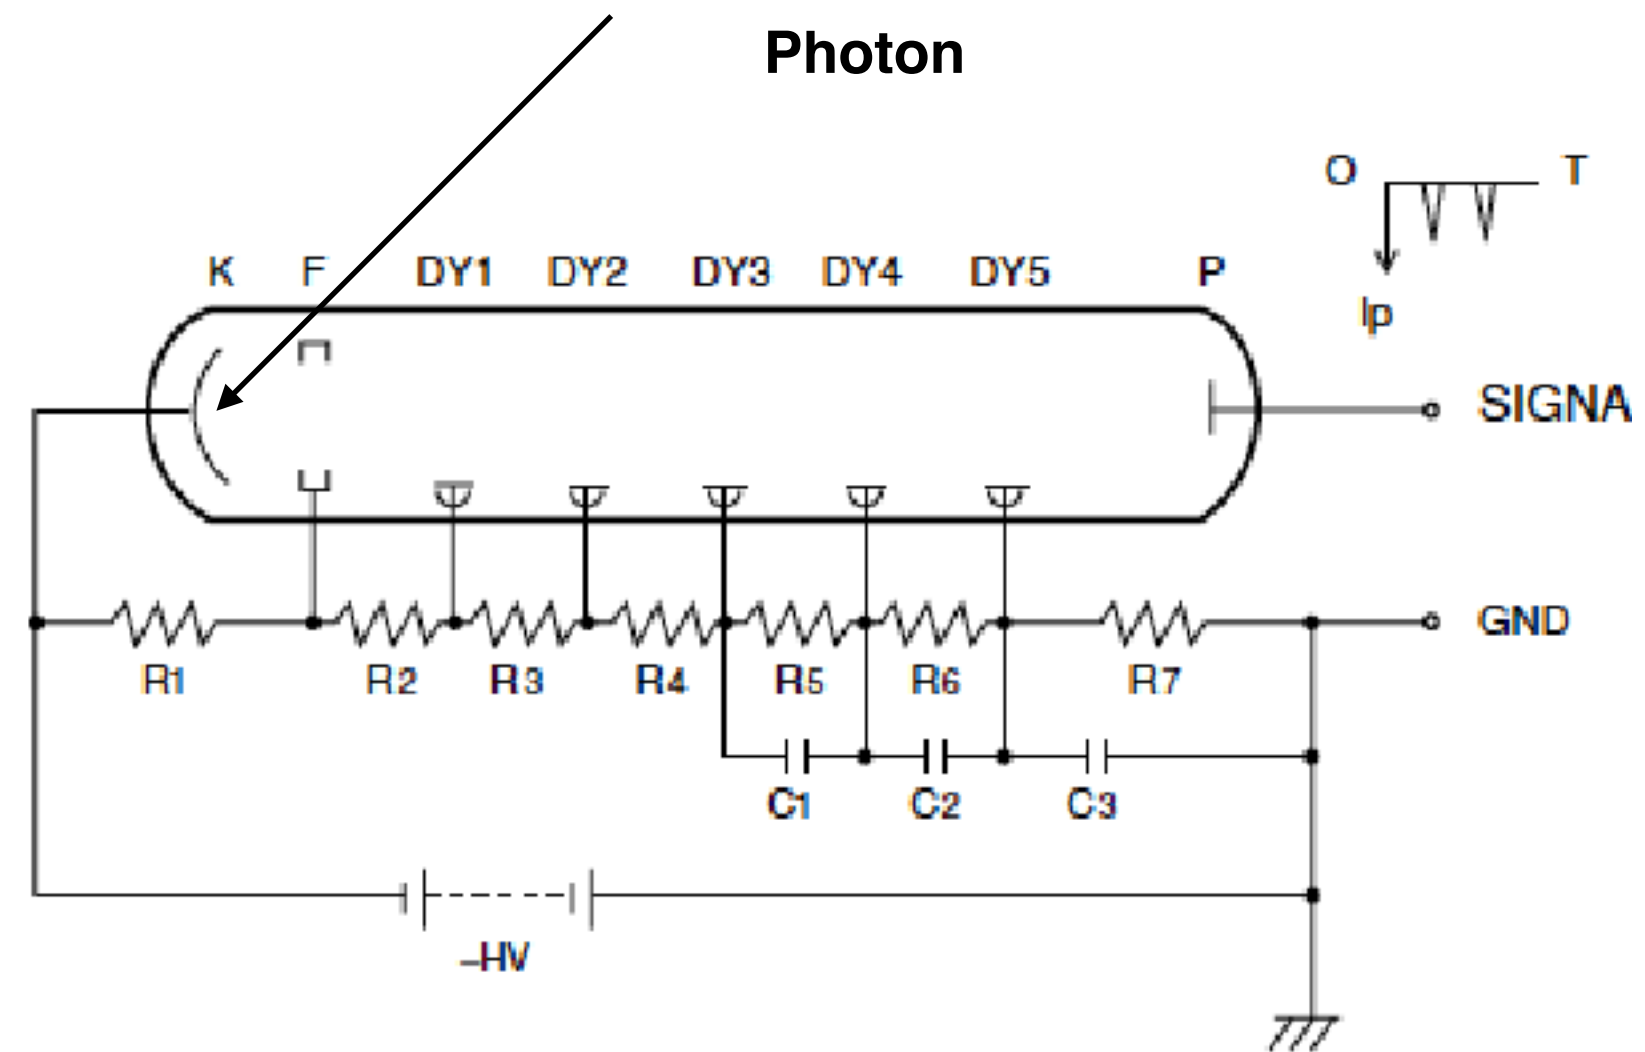 Photon
O T
Ip
K F DY1 DY2 DY3 DY4 DY5 P
SIGNA
GND
R1 R2 R3 R4 R5 R6 R7
C1 C2 C3
–HV